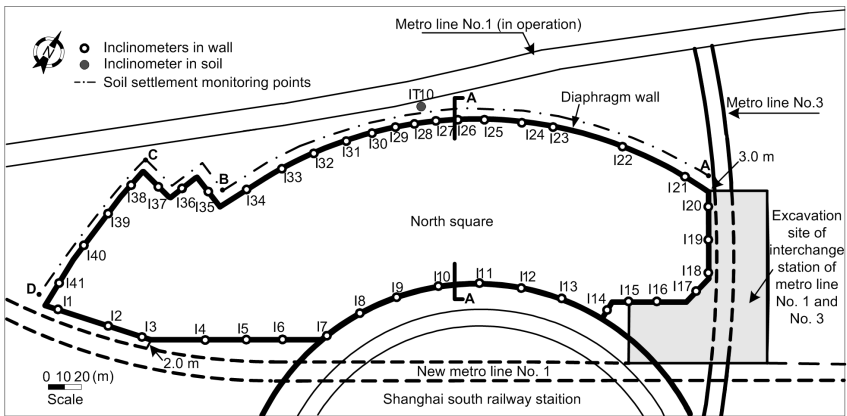 Metro line No.1 (in operation)
N
Inclinometers in wall
Inclinometer in soil
Soil settlement monitoring points
IT10
A
Diaphragm wall
Metro line No.3
I27
I26
I25
I24
I23
I28
I29
I30
I31
I32
I33
I34
I22
I21
A
3.0 m
C
B
I38
I37
I36
I35
I39
I40
I41
D
I20
I19
I18
I17
I16
I15
I14
North square
Excavation
site of
interchange
station of
metro line
No. 1 and
No. 3
I1
I2
I3
I4
I5
I6
I7
I8
I9
I10
I11
I12
I13
A
2.0 m
0 10 20 (m)
Scale
New metro line No. 1
Shanghai south railway staition